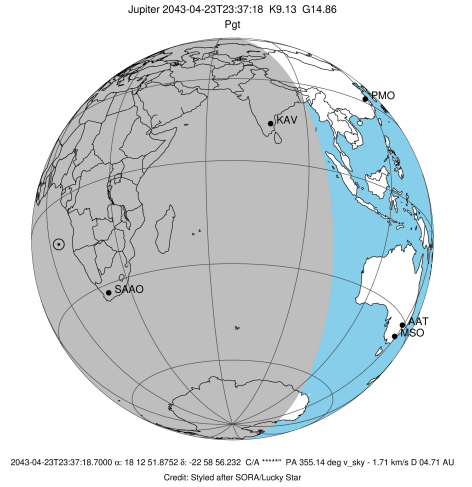 Jupiter 2043-04-23T23:37:18 K9.13 G14.86
Pgt
PMO
KAV
SAAO
AAT
MSO
2043-04-23T23:37:18.7000 α: 18 12 51.8752 δ: -22 58 56.232 C/A *****" PA 355.14 deg v_sky - 1.71 km/s D 04.71 AU
Credit: Styled after SORA/Lucky Star